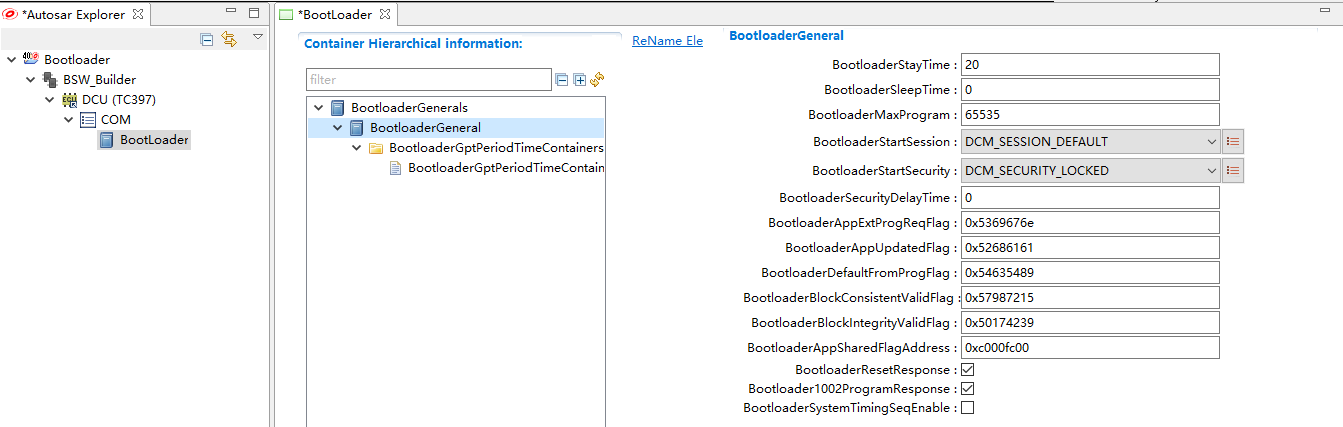 *Autosar Explorer
Bootloader
BSW_Builder
DCU (TC397)
COM
BootLoader
*BootLoader
Container Hierarchical information:
filter
BootloaderGenerals
BootloaderGeneral
BootloaderGptPeriodTimeContainers
BootloaderGptPeriodTimeContain
ReName Ele
BootloaderGeneral
BootloaderStayTime : 20
BootloaderSleepTime : 0
BootloaderMaxProgram : 65535
BootloaderStartSession : DCM_SESSION_DEFAULT
BootloaderStartSecurity : DCM_SECURITY_LOCKED
BootloaderSecurityDelayTime : 0
BootloaderAppExtProgReqFlag : 0x5369676e
BootloaderAppUpdatedFlag : 0x52686161
BootloaderDefaultFromProgFlag : 0x54635489
BootloaderBlockConsistentValidFlag : 0x57987215
BootloaderBlockIntegrityValidFlag : 0x50174239
BootloaderAppSharedFlagAddress : 0xc000fc00
BootloaderResetResponse :
Bootloader1002ProgramResponse :
BootloaderSystemTimingSeqEnable :